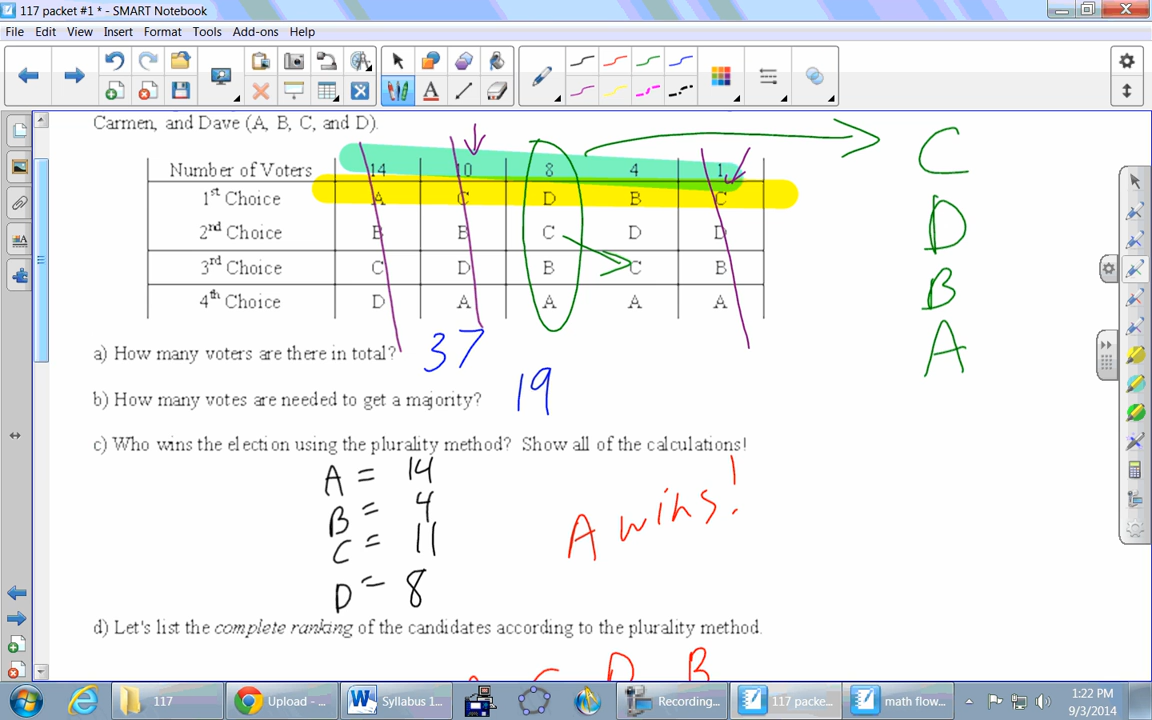 117 packet #1 * - SMART Notebook
File Edit View Insert Format Tools Add-ons Help
Carmen, and Dave (A, B, C, and D).
Number of Voters 14 10 8 4 1
1st Choice A C D B C
2nd Choice B B C D D
3rd Choice C D B C B
4th Choice D A A A A
C
D
B
A
a) How many voters are there in total? 37
b) How many votes are needed to get a majority? 19
c) Who wins the election using the plurality method? Show all of the calculations!
A = 14
B = 4
C = 11
D = 8
A wins!
d) Let's list the complete ranking of the candidates according to the plurality method.
C D B
117
Upload - ...
Syllabus 1...
Recording...
117 packe...
math flow...
1:22 PM
9/3/2014